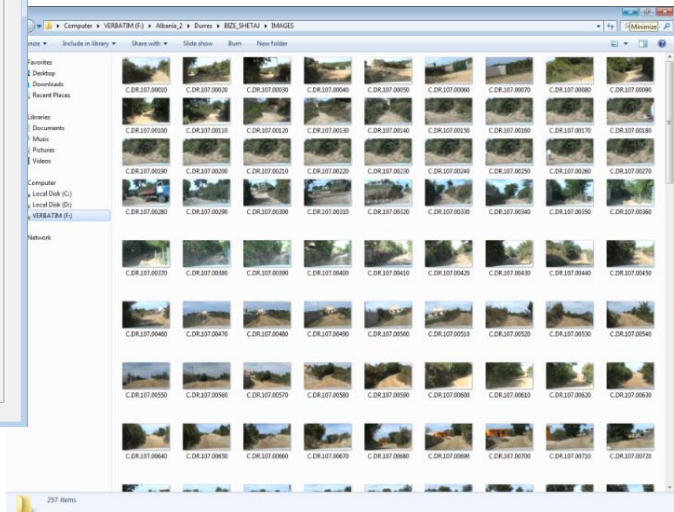 Computer ▸ VERBATIM (F:) ▸ Albania_2 ▸ Durres ▸ BIZE_SHETAJ ▸ IMAGES
Minimize
Include in library ▾ Share with ▾ Slide show Burn New folder
Favorites
Desktop
Downloads
Recent Places
Libraries
Documents
Music
Pictures
Videos
Computer
Local Disk (C:)
Local Disk (D:)
VERBATIM (F:)
Network
C.DR.107.00010 C.DR.107.00020 C.DR.107.00030 C.DR.107.00040 C.DR.107.00050 C.DR.107.00060 C.DR.107.00070 C.DR.107.00080 C.DR.107.00090
C.DR.107.00100 C.DR.107.00110 C.DR.107.00120 C.DR.107.00130 C.DR.107.00140 C.DR.107.00150 C.DR.107.00160 C.DR.107.00170 C.DR.107.00180
C.DR.107.00190 C.DR.107.00200 C.DR.107.00210 C.DR.107.00220 C.DR.107.00230 C.DR.107.00240 C.DR.107.00250 C.DR.107.00260 C.DR.107.00270
C.DR.107.00280 C.DR.107.00290 C.DR.107.00300 C.DR.107.00310 C.DR.107.00320 C.DR.107.00330 C.DR.107.00340 C.DR.107.00350 C.DR.107.00360
C.DR.107.00370 C.DR.107.00380 C.DR.107.00390 C.DR.107.00400 C.DR.107.00410 C.DR.107.00420 C.DR.107.00430 C.DR.107.00440 C.DR.107.00450
C.DR.107.00460 C.DR.107.00470 C.DR.107.00480 C.DR.107.00490 C.DR.107.00500 C.DR.107.00510 C.DR.107.00520 C.DR.107.00530 C.DR.107.00540
C.DR.107.00550 C.DR.107.00560 C.DR.107.00570 C.DR.107.00580 C.DR.107.00590 C.DR.107.00600 C.DR.107.00610 C.DR.107.00620 C.DR.107.00630
C.DR.107.00640 C.DR.107.00650 C.DR.107.00660 C.DR.107.00670 C.DR.107.00680 C.DR.107.00690 C.DR.107.00700 C.DR.107.00710 C.DR.107.00720
257 items